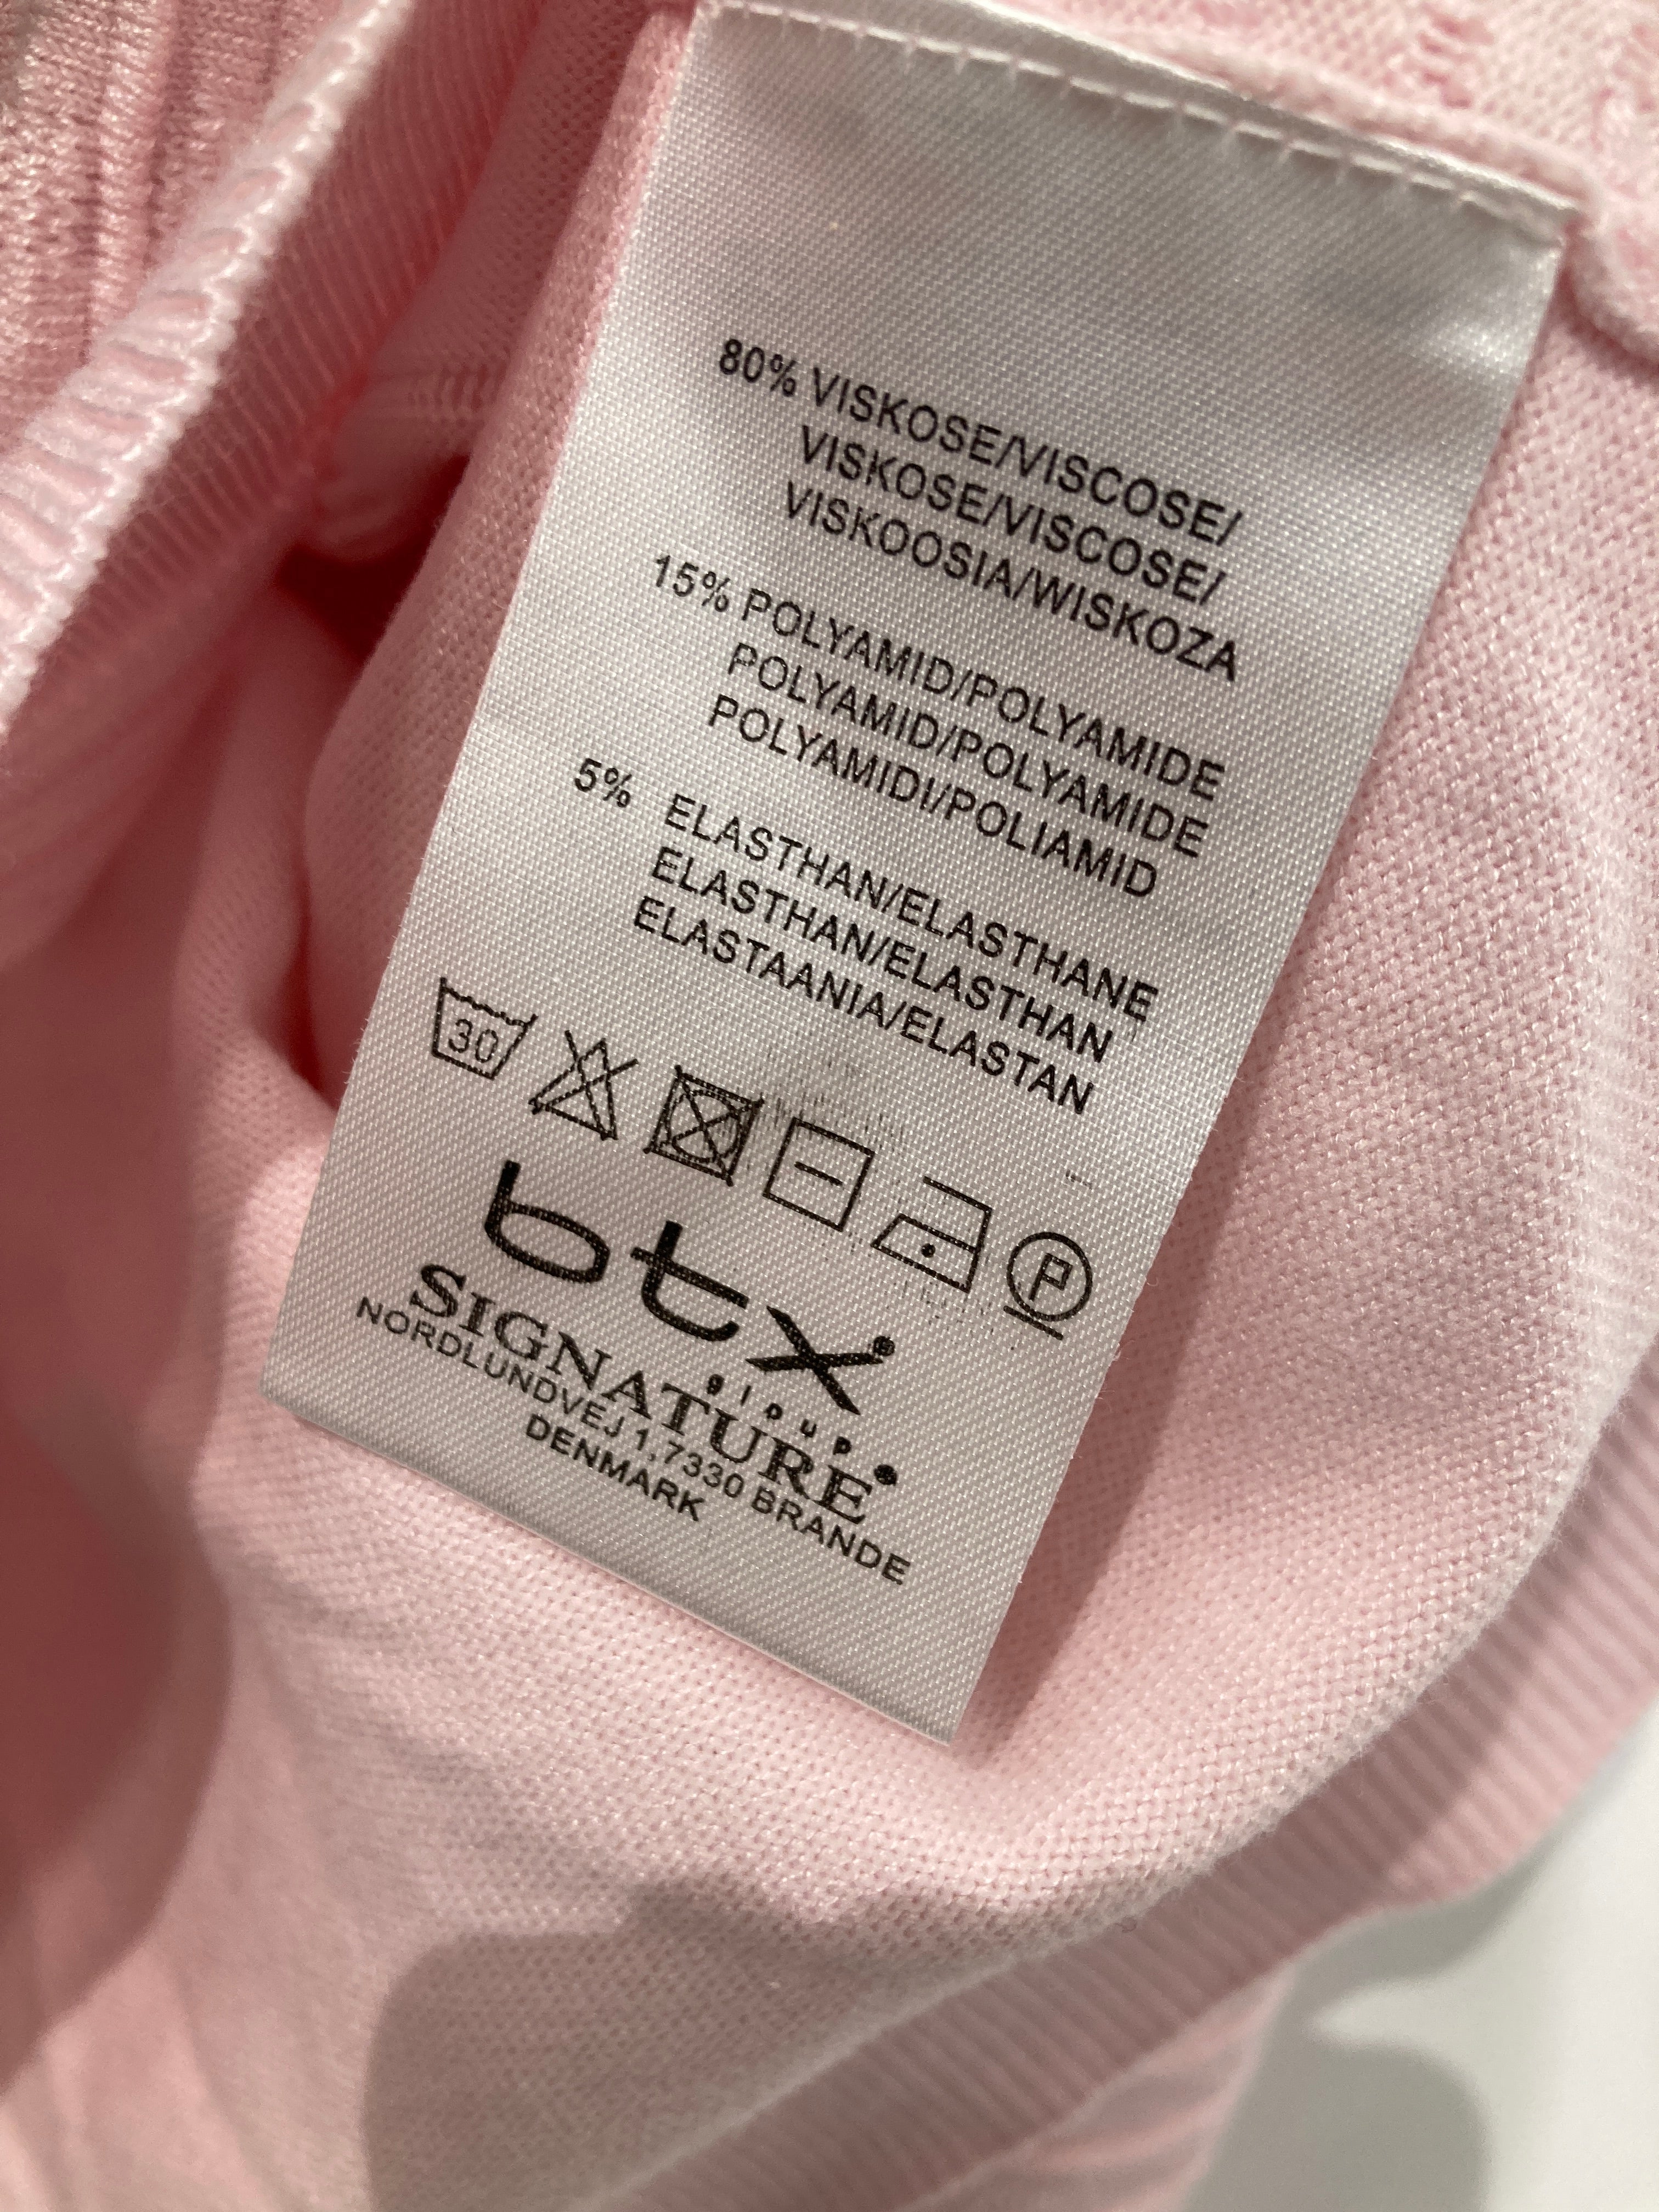 80% VISKOSE/VISCOSE/
VISKOSE/VISCOSE/
VISKOOSIA/WISKOZA
15% POLYAMID/POLYAMIDE
POLYAMID/POLYAMIDE
POLYAMIDI/POLIAMID
5% ELASTHAN/ELASTHANE
ELASTHAN/ELASTHAN
ELASTAANIA/ELASTAN
30
P
btx
group
SIGNATURE
NORDLUNDVEJ 1,7330 BRANDE
DENMARK